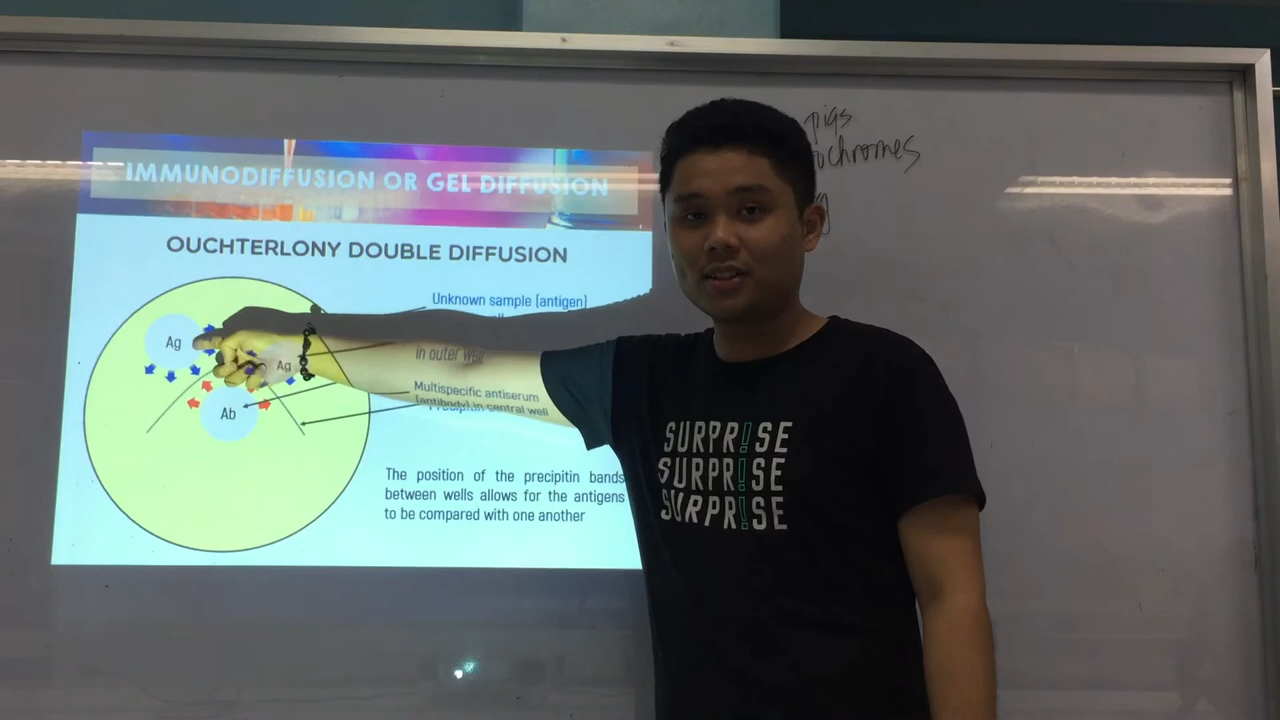 IMMUNODIFFUSION OR GEL DIFFUSION
OUCHTERLONY DOUBLE DIFFUSION
Unknown sample (antigen)
in outer well
Ag
Ag
Multispecific antiserum
(antibody) in central well
Ab
The position of the precipitin bands
between wells allows for the antigens
to be compared with one another
pigs
ochromes
SURPR!SE
SURPR!SE
SURPR!SE